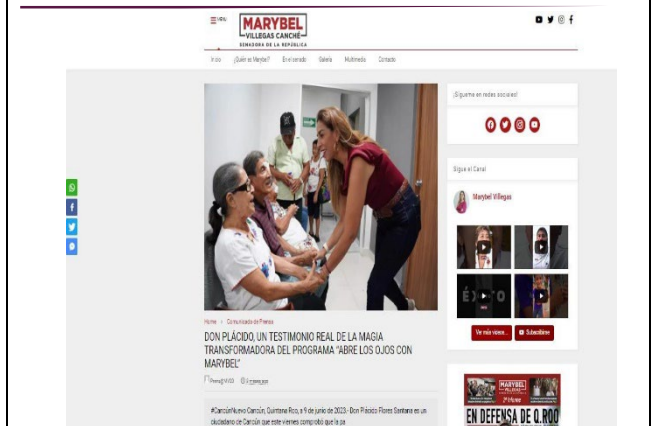 MENU
MARYBEL
VILLEGAS CANCHÉ
SENADORA DE LA REPÚBLICA
Inicio ¿Quién es Marybel? En el senado Galería Multimedia Contacto
¡Sígueme en redes sociales!
Sigue el Canal
Marybel Villegas
Ver más videos... Subscribirme
Home Comunicado de Prensa
DON PLÁCIDO, UN TESTIMONIO REAL DE LA MAGIA
TRANSFORMADORA DEL PROGRAMA "ABRE LOS OJOS CON
MARYBEL"
#CancúnNuevo Cancún, Quintana Roo, a 9 de junio de 2023.- Don Plácido Flores Santana es un
ciudadano de Cancún que este viernes comprobó que la pa
MARYBEL
VILLEGAS
EN DEFENSA DE Q.ROO